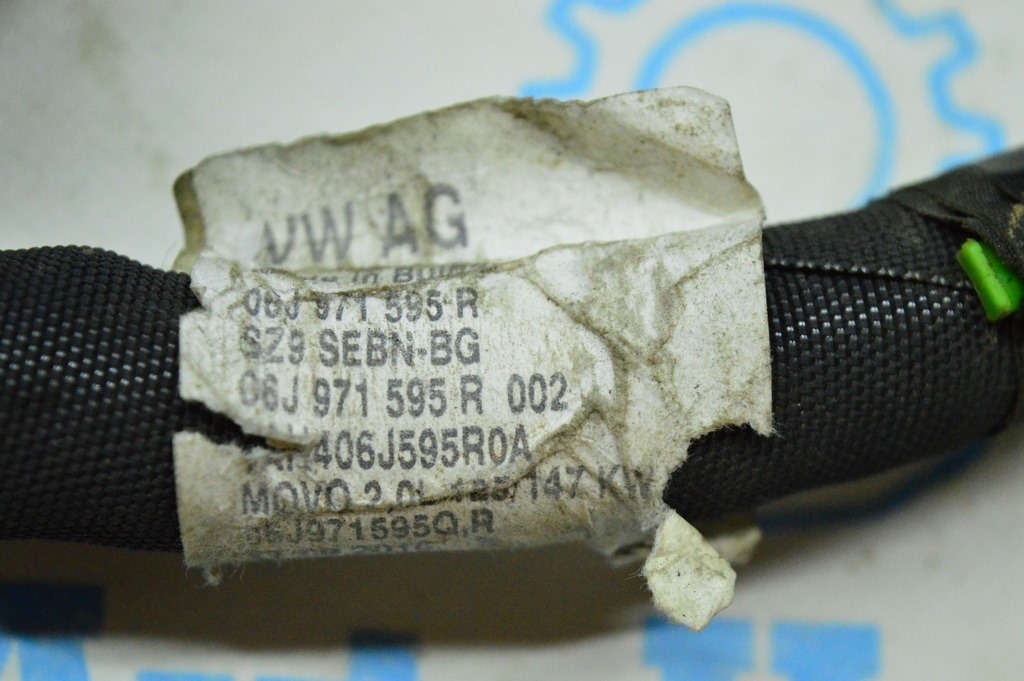 VW AG
in
06J 971 595 R
SZ9 SEBN-BG
06J 971 595 R 002
406J595R0A
MOVO 2.0L 125/147 KW
06J971595Q,R